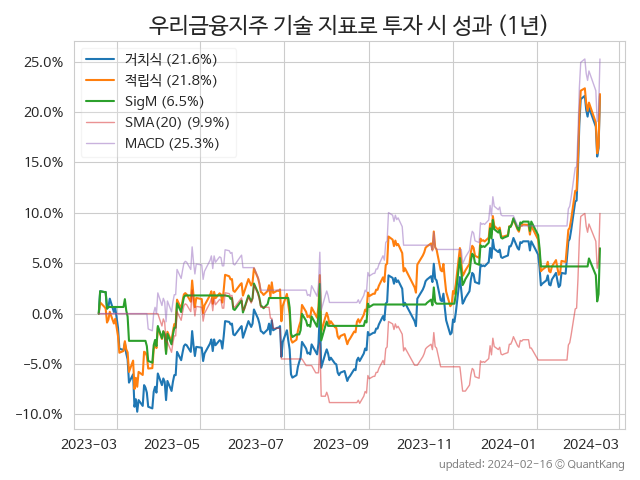 우리금융지주 기술 지표로 투자 시 성과 (1년)
거치식 (21.6%)
적립식 (21.8%)
SigM (6.5%)
SMA(20) (9.9%)
MACD (25.3%)
25.0%
20.0%
15.0%
10.0%
5.0%
0.0%
−5.0%
−10.0%
2023-03 2023-05 2023-07 2023-09 2023-11 2024-01 2024-03
updated: 2024-02-16 © QuantKang